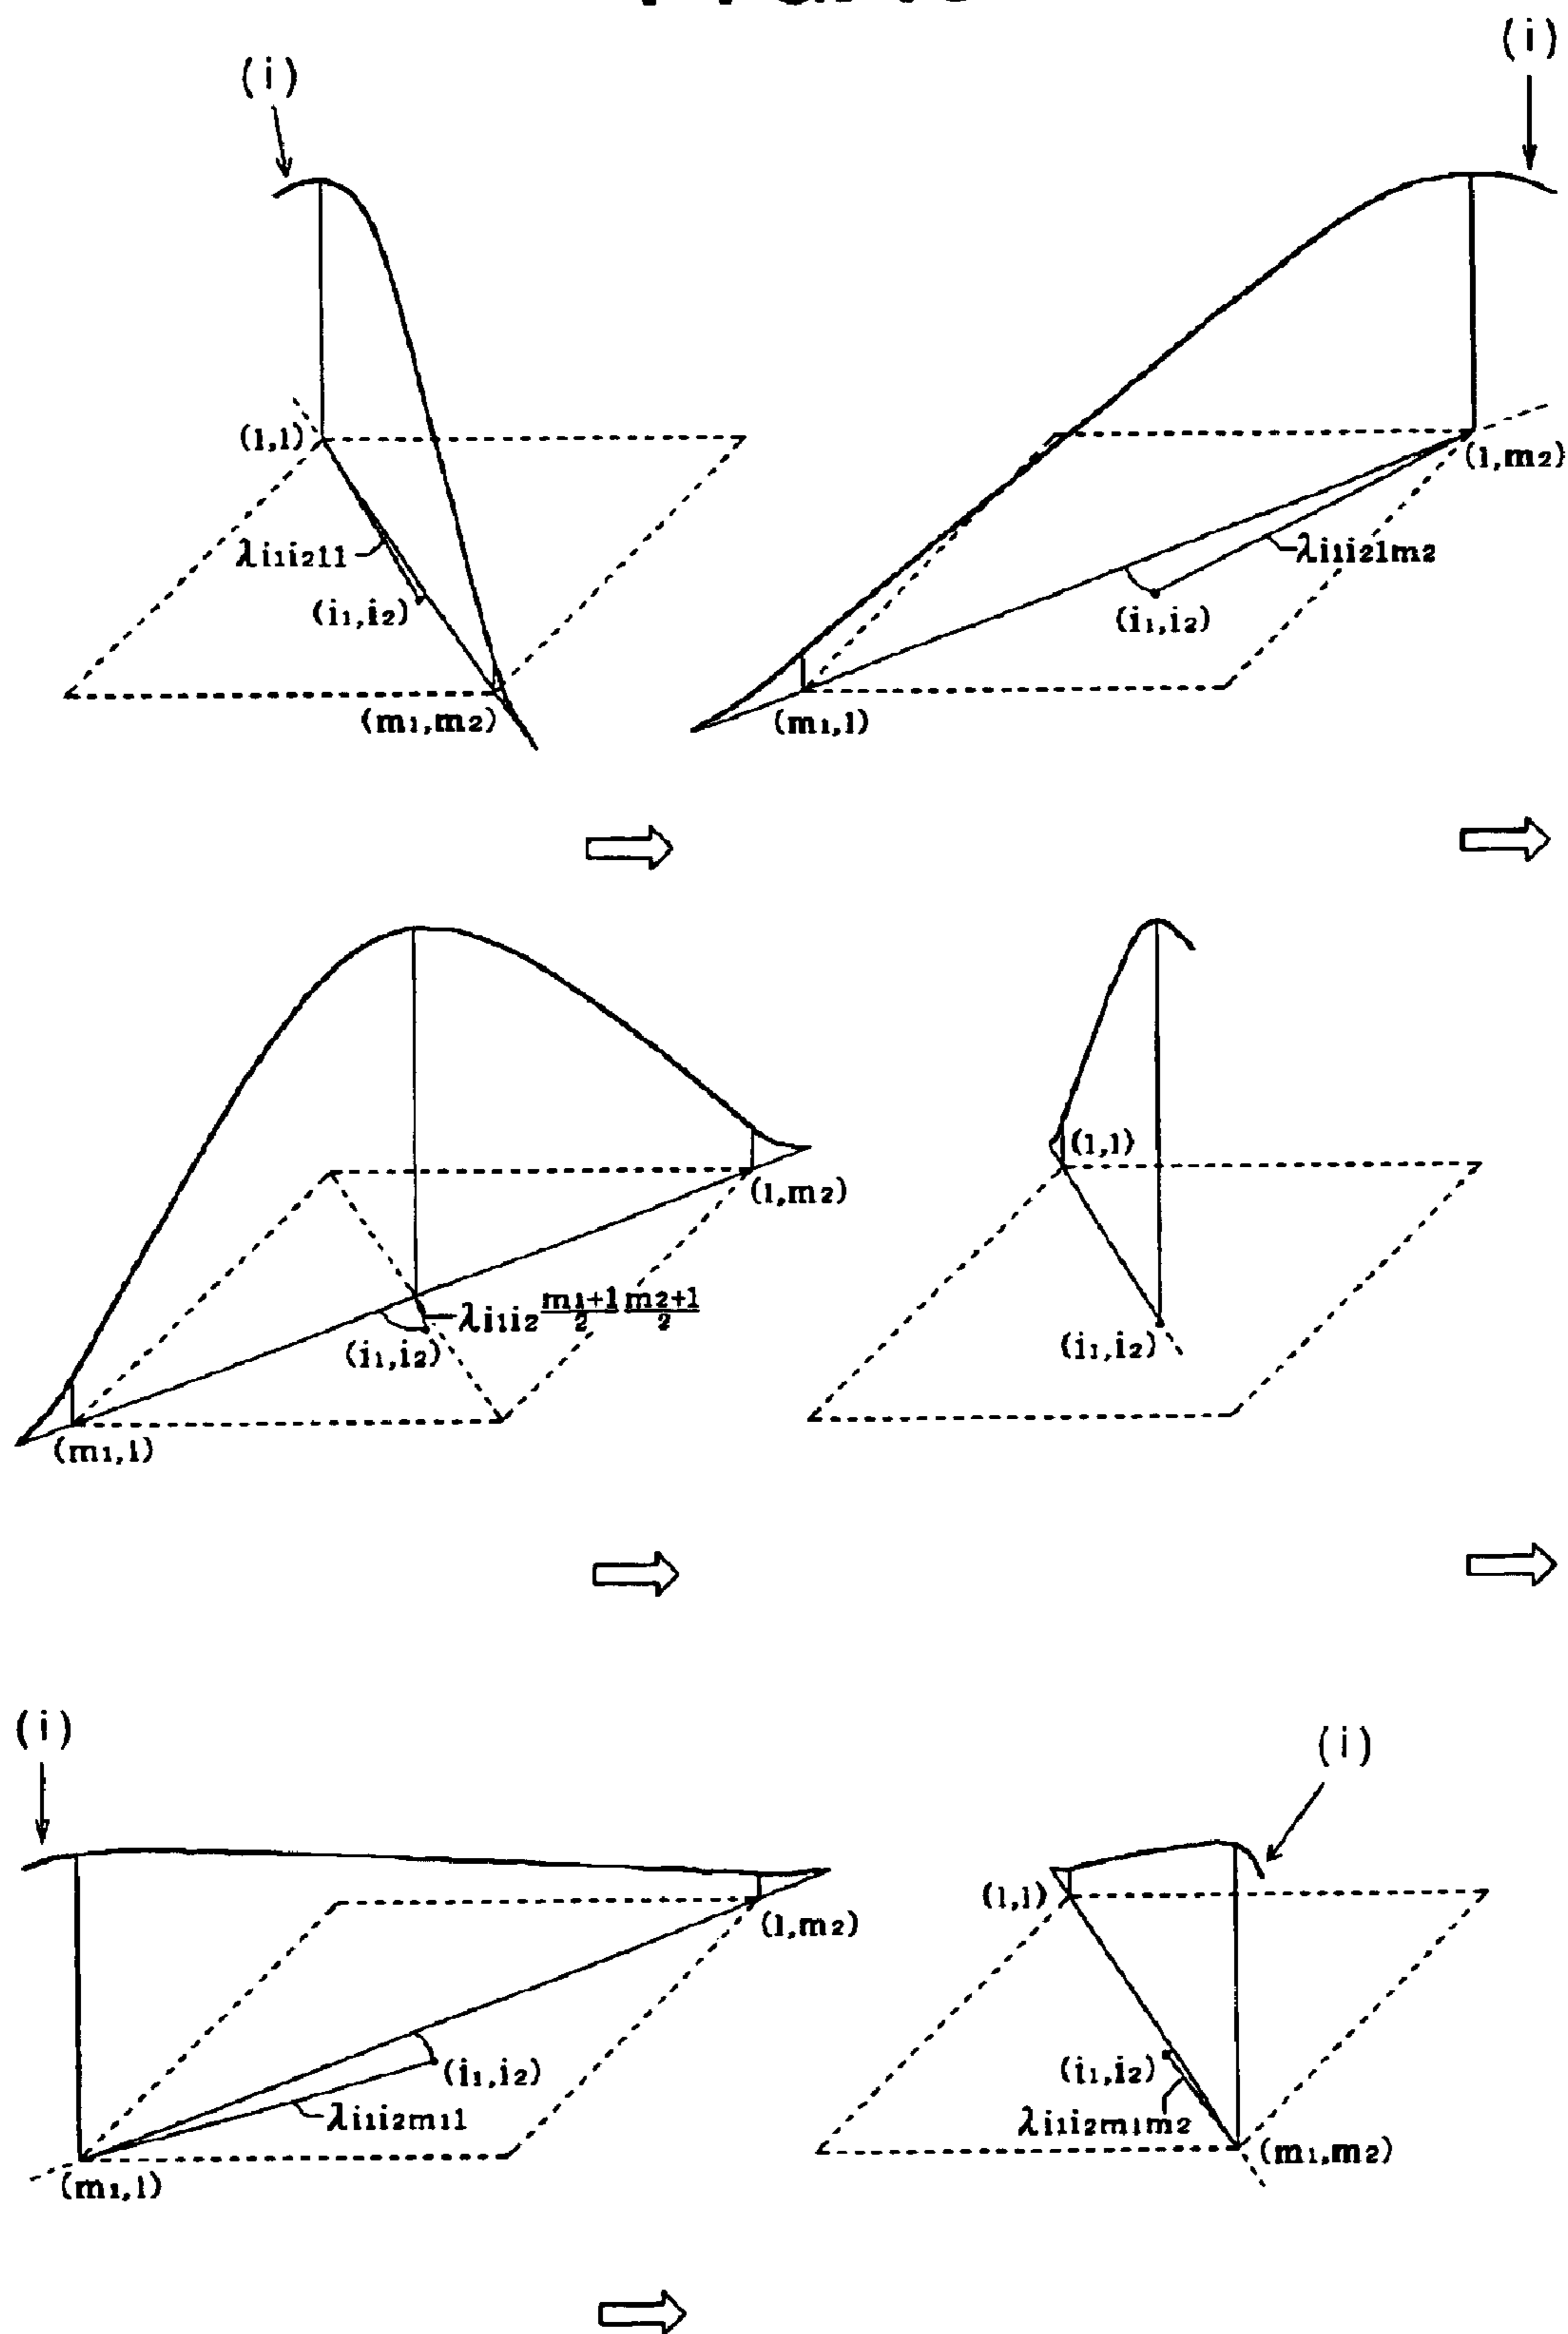 (i)
(i)
(1,1)
(1,m₂)
λi₁i₂11
λi₁i₂1m₂
(i₁,i₂)
(i₁,i₂)
(m₁,m₂)
(m₁,1)
(1,1)
(1,m₂)
λi₁i₂ m₁+1/2 m₂+1/2
(i₁,i₂)
(i₁,i₂)
(m₁,1)
(i)
(i)
(1,1)
(1,m₂)
(i₁,i₂)
(i₁,i₂)
λi₁i₂m₁1
λi₁i₂m₁m₂
(m₁,1)
(m₁,m₂)